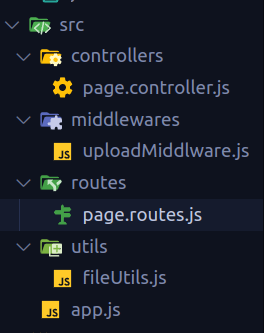 src
controllers
page.controller.js
middlewares
JS uploadMiddlware.js
routes
page.routes.js
utils
JS fileUtils.js
JS app.js